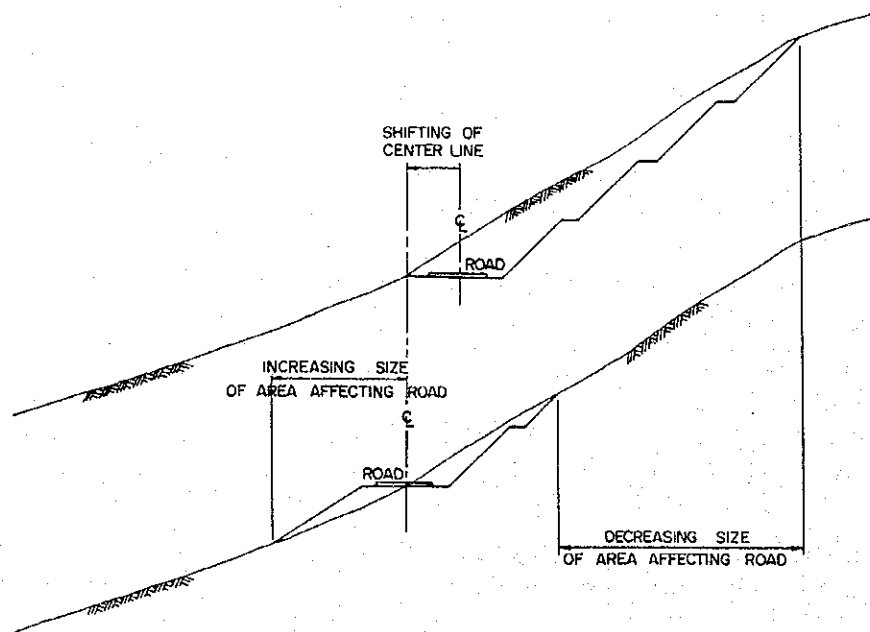 SHIFTING OF
CENTER LINE
℄
ROAD
INCREASING SIZE
OF AREA AFFECTING ROAD
℄
ROAD
DECREASING SIZE
OF AREA AFFECTING ROAD